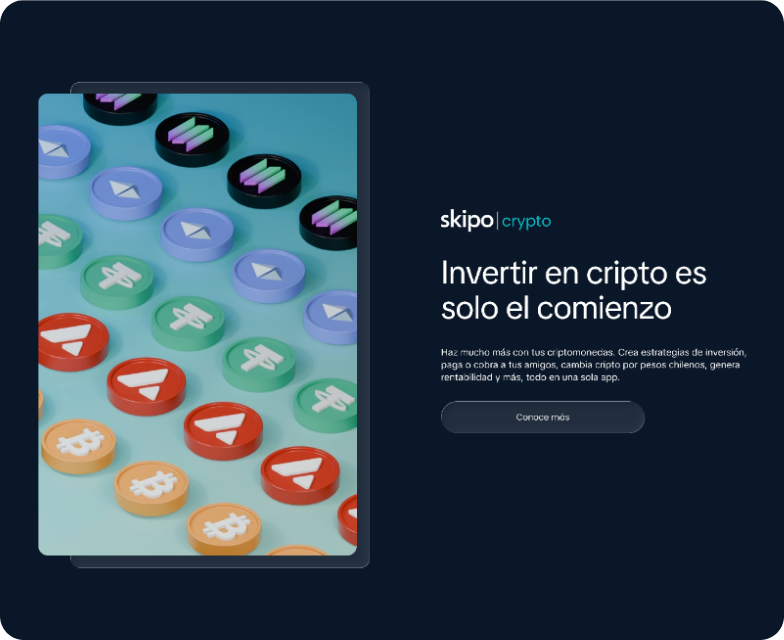 skipo|crypto
Invertir en cripto es
solo el comienzo
Haz mucho más con tus criptomonedas. Crea estrategias de inversión,
paga o cobra a tus amigos, cambia cripto por pesos chilenos, genera
rentabilidad y más, todo en una sola app.
Conoce más